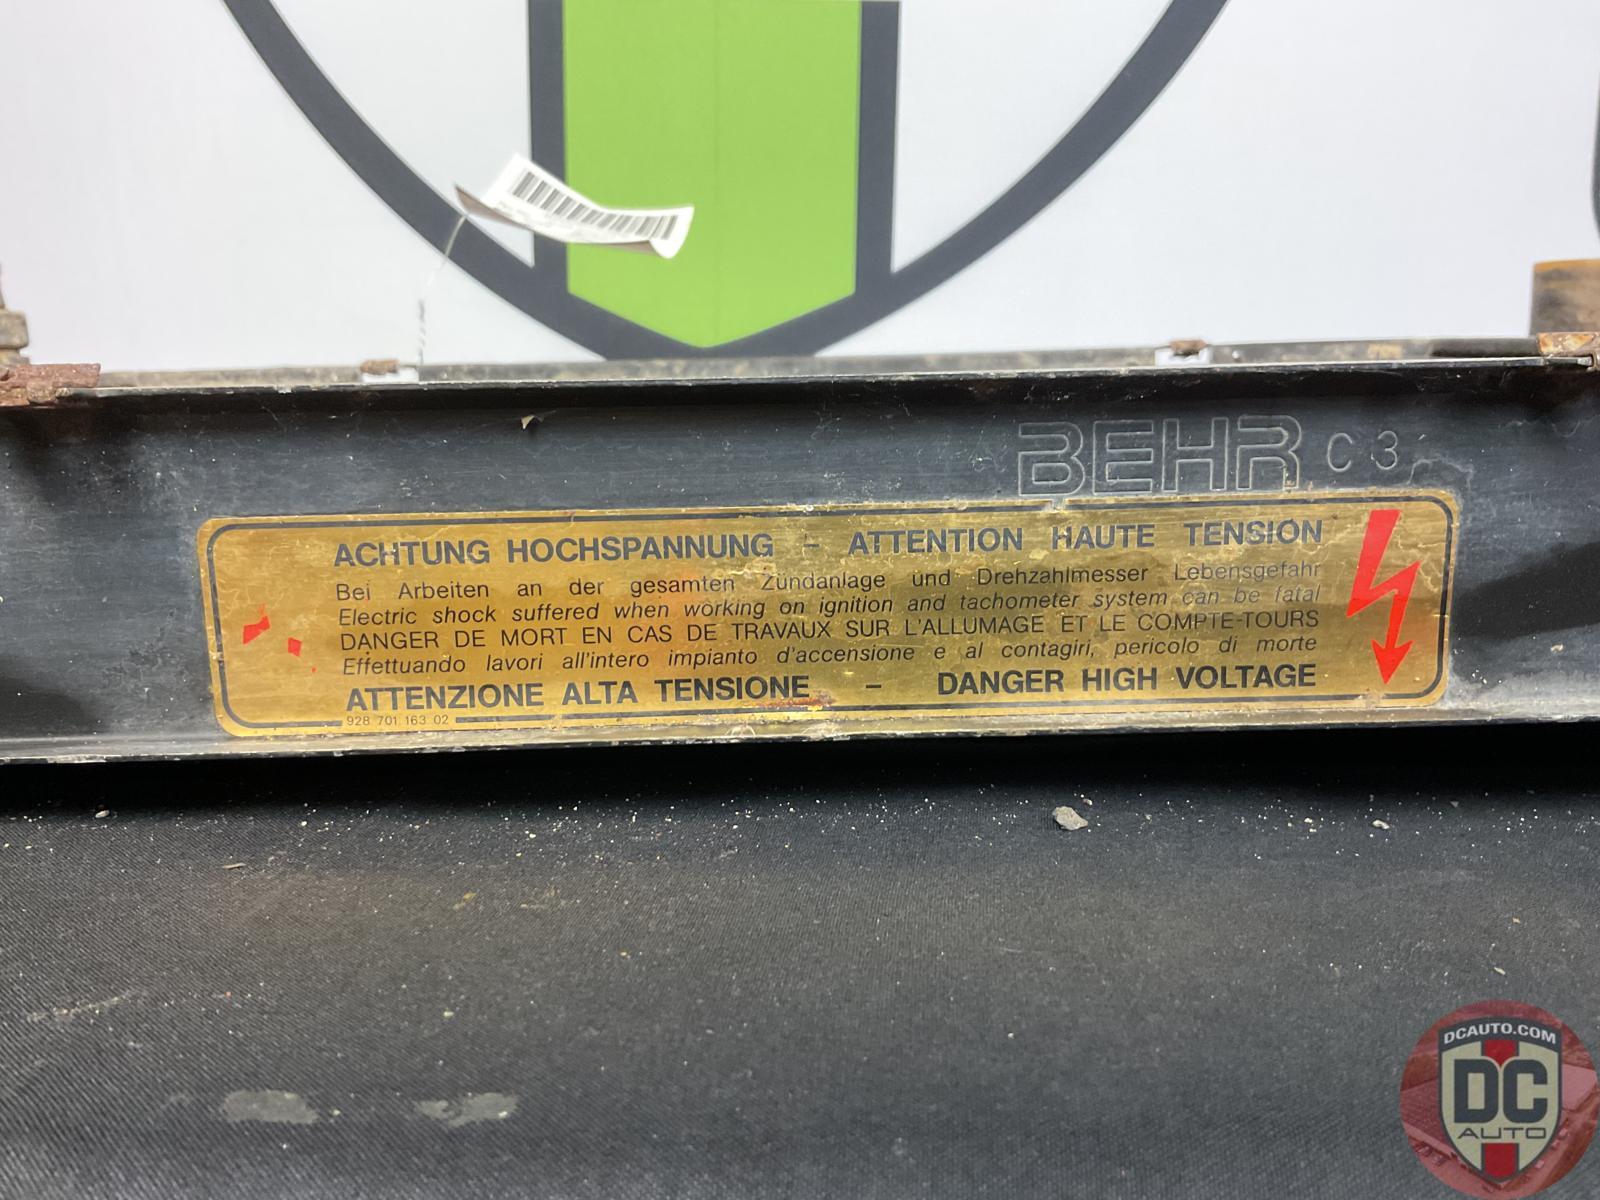 BEHR C 3
ACHTUNG HOCHSPANNUNG - ATTENTION HAUTE TENSION
Bei Arbeiten an der gesamten Zündanlage und Drehzahlmesser Lebensgefahr
Electric shock suffered when working on ignition and tachometer system can be fatal
DANGER DE MORT EN CAS DE TRAVAUX SUR L'ALLUMAGE ET LE COMPTE-TOURS
Effettuando lavori all'intero impianto d'accensione e al contagiri, pericolo di morte
ATTENZIONE ALTA TENSIONE - DANGER HIGH VOLTAGE
928 701 163 02
DCAUTO.COM
DC
AUTO